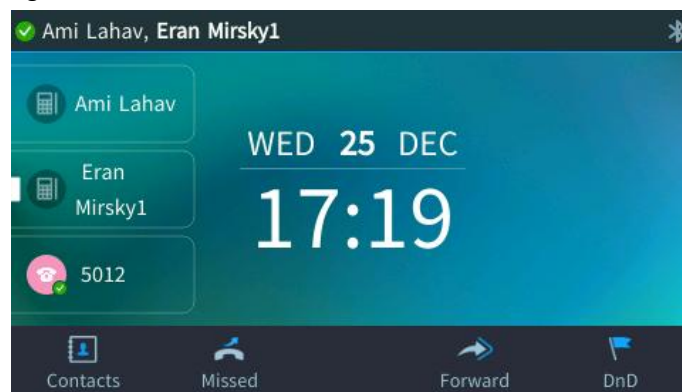 Ami Lahav, Eran Mirsky1
Ami Lahav
Eran
Mirsky1
5012
WED 25 DEC
17:19
Contacts
Missed
Forward
DnD